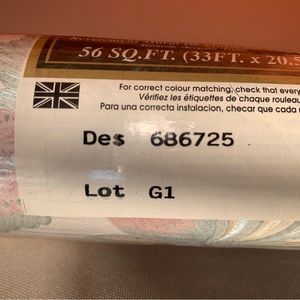 56 SQ.FT. (33FT. x 20.5
For correct colour matching, check that every
Vérifiez les étiquettes de chaque rouleau
Para una correcta instalacion, checar que cada
Des 686725
Lot G1